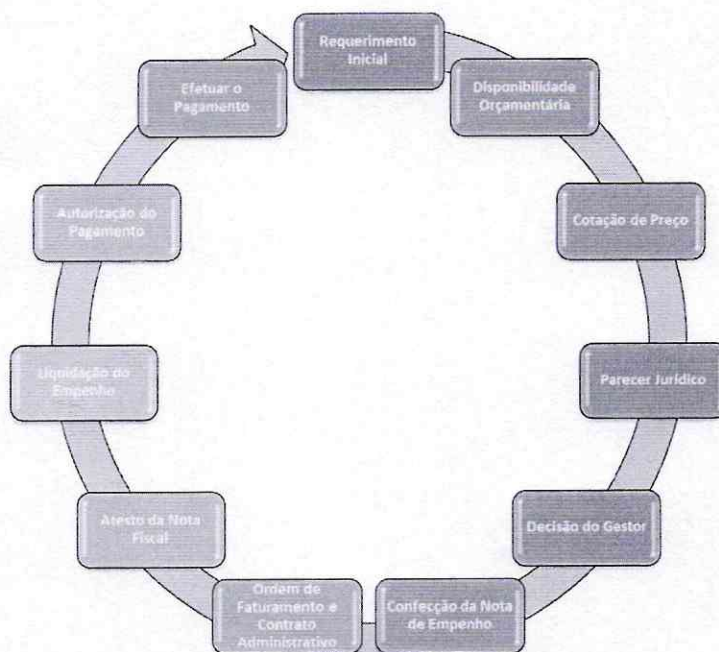 Requerimento
Inicial
Disponibilidade
Orçamentária
Cotação de Preço
Parecer Jurídico
Decisão do Gestor
Confecção da Nota
de Empenho
Ordem de
Faturamento e
Contrato
Administrativo
Atesto da Nota
Fiscal
Liquidação do
Empenho
Autorização do
Pagamento
Efetuar o
Pagamento